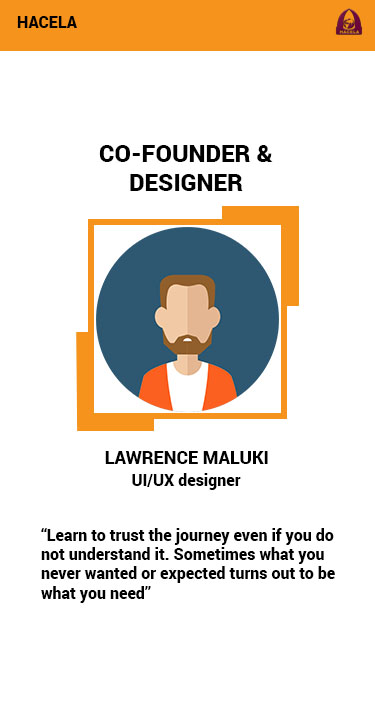 HACELA
HACELA
CO-FOUNDER &
DESIGNER
LAWRENCE MALUKI
UI/UX designer
“Learn to trust the journey even if you do
not understand it. Sometimes what you
never wanted or expected turns out to be
what you need”